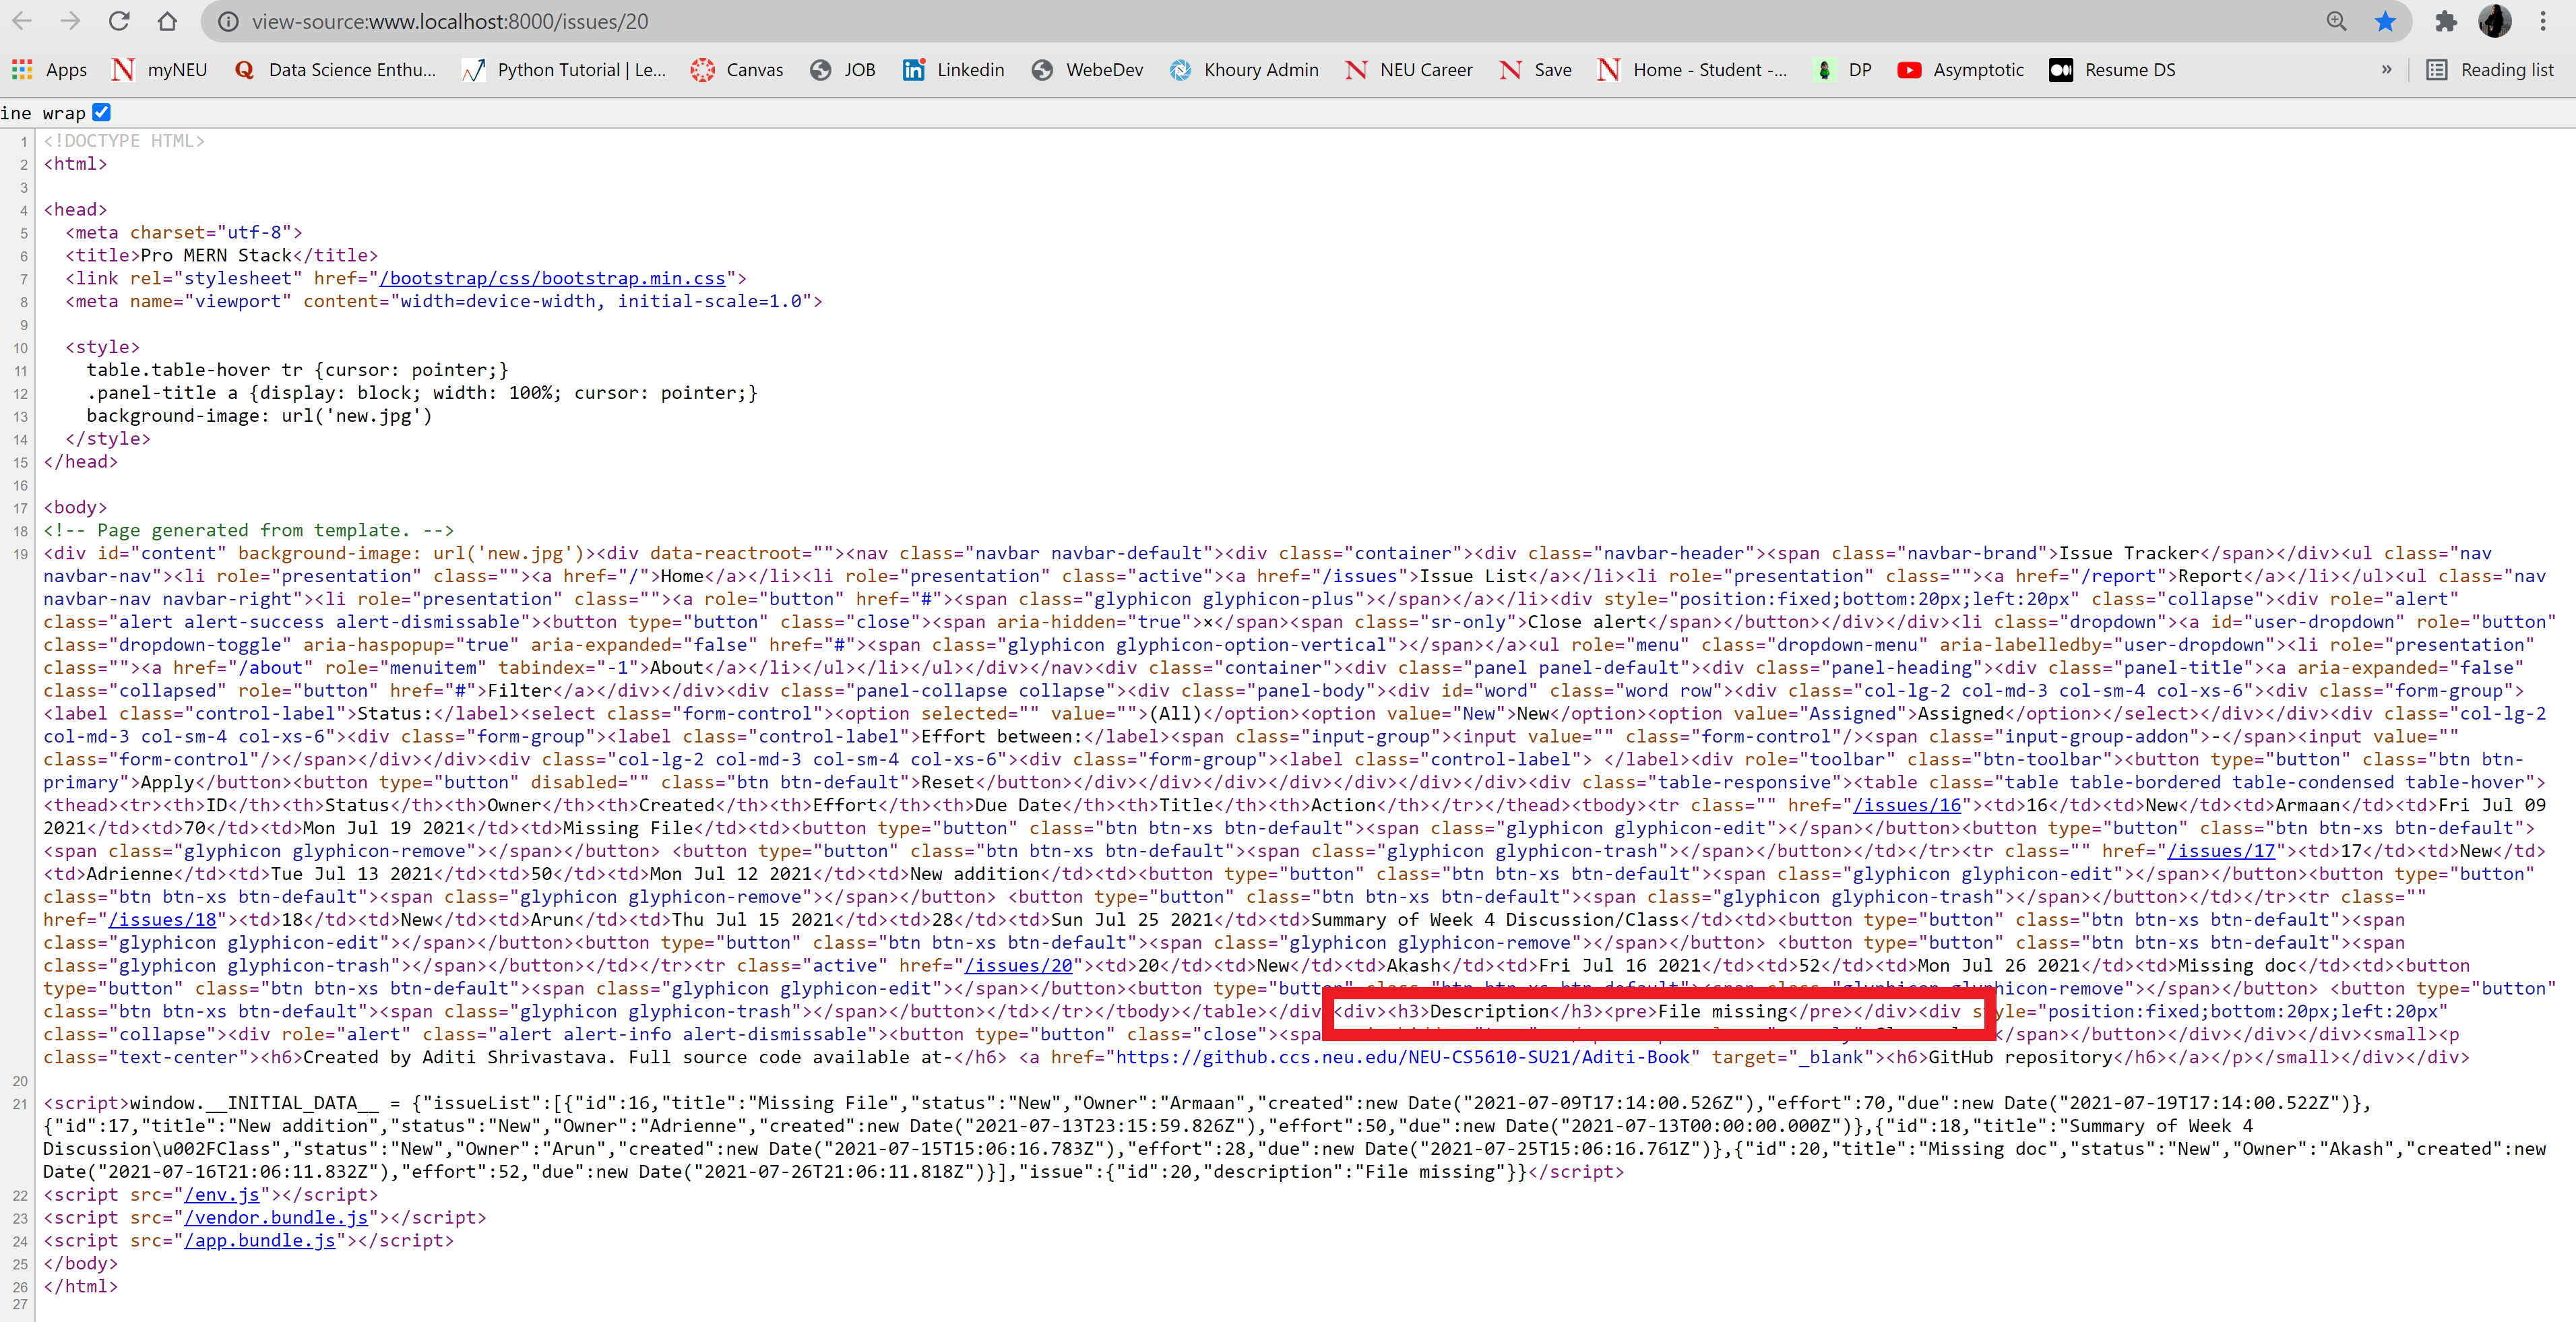 view-source:www.localhost:8000/issues/20
Apps myNEU Data Science Enthu... Python Tutorial | Le... Canvas JOB Linkedin WebeDev Khoury Admin NEU Career Save Home - Student -... DP Asymptotic Resume DS » Reading list
ine wrap
1 <!DOCTYPE HTML>
2 <html>
3
4 <head>
5 <meta charset="utf-8">
6 <title>Pro MERN Stack</title>
7 <link rel="stylesheet" href="/bootstrap/css/bootstrap.min.css">
8 <meta name="viewport" content="width=device-width, initial-scale=1.0">
9
10 <style>
11 table.table-hover tr {cursor: pointer;}
12 .panel-title a {display: block; width: 100%; cursor: pointer;}
13 background-image: url('new.jpg')
14 </style>
15 </head>
16
17 <body>
18 <!-- Page generated from template. -->
19 <div id="content" background-image: url('new.jpg')><div data-reactroot=""><nav class="navbar navbar-default"><div class="container"><div class="navbar-header"><span class="navbar-brand">Issue Tracker</span></div><ul class="nav
navbar-nav"><li role="presentation" class=""><a href="/">Home</a></li><li role="presentation" class="active"><a href="/issues">Issue List</a></li><li role="presentation" class=""><a href="/report">Report</a></li></ul><ul class="nav
navbar-nav navbar-right"><li role="presentation" class=""><a role="button" href="#"><span class="glyphicon glyphicon-plus"></span></a></li><div style="position:fixed;bottom:20px;left:20px" class="collapse"><div role="alert"
class="alert alert-success alert-dismissable"><button type="button" class="close"><span aria-hidden="true">×</span><span class="sr-only">Close alert</span></button></div></div><li class="dropdown"><a id="user-dropdown" role="button"
class="dropdown-toggle" aria-haspopup="true" aria-expanded="false" href="#"><span class="glyphicon glyphicon-option-vertical"></span></a><ul role="menu" class="dropdown-menu" aria-labelledby="user-dropdown"><li role="presentation"
class=""><a href="/about" role="menuitem" tabindex="-1">About</a></li></ul></li></ul></div></nav><div class="container"><div class="panel panel-default"><div class="panel-heading"><div class="panel-title"><a aria-expanded="false"
class="collapsed" role="button" href="#">Filter</a></div></div><div class="panel-collapse collapse"><div class="panel-body"><div id="word" class="word row"><div class="col-lg-2 col-md-3 col-sm-4 col-xs-6"><div class="form-group">
<label class="control-label">Status:</label><select class="form-control"><option selected="" value="">(All)</option><option value="New">New</option><option value="Assigned">Assigned</option></select></div></div><div class="col-lg-2
col-md-3 col-sm-4 col-xs-6"><div class="form-group"><label class="control-label">Effort between:</label><span class="input-group"><input value="" class="form-control"/><span class="input-group-addon">-</span><input value=""
class="form-control"/></span></div></div><div class="col-lg-2 col-md-3 col-sm-4 col-xs-6"><div class="form-group"><label class="control-label"> </label><div role="toolbar" class="btn-toolbar"><button type="button" class="btn btn-
primary">Apply</button><button type="button" disabled="" class="btn btn-default">Reset</button></div></div></div></div></div></div></div><div class="table-responsive"><table class="table table-bordered table-condensed table-hover">
<thead><tr><th>ID</th><th>Status</th><th>Owner</th><th>Created</th><th>Effort</th><th>Due Date</th><th>Title</th><th>Action</th></tr></thead><tbody><tr class="" href="/issues/16"><td>16</td><td>New</td><td>Armaan</td><td>Fri Jul 09
2021</td><td>70</td><td>Mon Jul 19 2021</td><td>Missing File</td><td><button type="button" class="btn btn-xs btn-default"><span class="glyphicon glyphicon-edit"></span></button><button type="button" class="btn btn-xs btn-default">
<span class="glyphicon glyphicon-remove"></span></button> <button type="button" class="btn btn-xs btn-default"><span class="glyphicon glyphicon-trash"></span></button></td></tr><tr class="" href="/issues/17"><td>17</td><td>New</td>
<td>Adrienne</td><td>Tue Jul 13 2021</td><td>50</td><td>Mon Jul 12 2021</td><td>New addition</td><td><button type="button" class="btn btn-xs btn-default"><span class="glyphicon glyphicon-edit"></span></button><button type="button"
class="btn btn-xs btn-default"><span class="glyphicon glyphicon-remove"></span></button> <button type="button" class="btn btn-xs btn-default"><span class="glyphicon glyphicon-trash"></span></button></td></tr><tr class=""
href="/issues/18"><td>18</td><td>New</td><td>Arun</td><td>Thu Jul 15 2021</td><td>28</td><td>Sun Jul 25 2021</td><td>Summary of Week 4 Discussion/Class</td><td><button type="button" class="btn btn-xs btn-default"><span
class="glyphicon glyphicon-edit"></span></button><button type="button" class="btn btn-xs btn-default"><span class="glyphicon glyphicon-remove"></span></button> <button type="button" class="btn btn-xs btn-default"><span
class="glyphicon glyphicon-trash"></span></button></td></tr><tr class="active" href="/issues/20"><td>20</td><td>New</td><td>Akash</td><td>Fri Jul 16 2021</td><td>52</td><td>Mon Jul 26 2021</td><td>Missing doc</td><td><button
type="button" class="btn btn-xs btn-default"><span class="glyphicon glyphicon-edit"></span></button><button type="button" glyphicon-remove"></span></button> <button type="button"
class="btn btn-xs btn-default"><span class="glyphicon glyphicon-trash"></span></button></td></tr></tbody></table></div <div><h3>Description</h3><pre>File missing</pre></div><div style="position:fixed;bottom:20px;left:20px"
class="collapse"><div role="alert" class="alert alert-info alert-dismissable"><button type="button" class="close"><spa </span></button></div></div></div><small><p
class="text-center"><h6>Created by Aditi Shrivastava. Full source code available at-</h6> <a href="https://github.ccs.neu.edu/NEU-CS5610-SU21/Aditi-Book" target="_blank"><h6>GitHub repository</h6></a></p></small></div></div>
20
21 <script>window.__INITIAL_DATA__ = {"issueList":[{"id":16,"title":"Missing File","status":"New","Owner":"Armaan","created":new Date("2021-07-09T17:14:00.526Z"),"effort":70,"due":new Date("2021-07-19T17:14:00.522Z")},
{"id":17,"title":"New addition","status":"New","Owner":"Adrienne","created":new Date("2021-07-13T23:15:59.826Z"),"effort":50,"due":new Date("2021-07-13T00:00:00.000Z")},{"id":18,"title":"Summary of Week 4
Discussion\u002FClass","status":"New","Owner":"Arun","created":new Date("2021-07-15T15:06:16.783Z"),"effort":28,"due":new Date("2021-07-25T15:06:16.761Z")},{"id":20,"title":"Missing doc","status":"New","Owner":"Akash","created":new
Date("2021-07-16T21:06:11.832Z"),"effort":52,"due":new Date("2021-07-26T21:06:11.818Z")}],"issue":{"id":20,"description":"File missing"}}</script>
22 <script src="/env.js"></script>
23 <script src="/vendor.bundle.js"></script>
24 <script src="/app.bundle.js"></script>
25 </body>
26 </html>
27